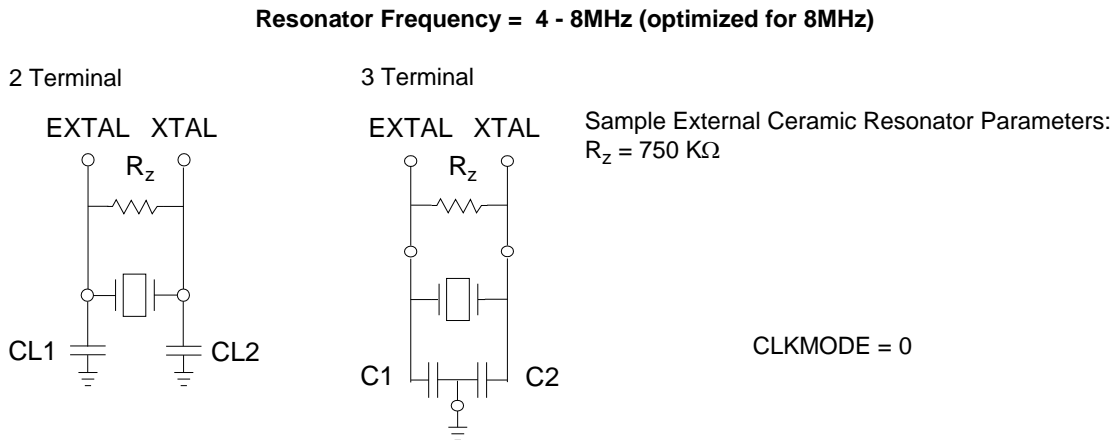 Resonator Frequency = 4 - 8MHz (optimized for 8MHz)
2 Terminal
EXTAL XTAL
Rz
CL1
CL2
3 Terminal
EXTAL XTAL
Rz
C1
C2
Sample External Ceramic Resonator Parameters:
Rz = 750 KΩ
CLKMODE = 0